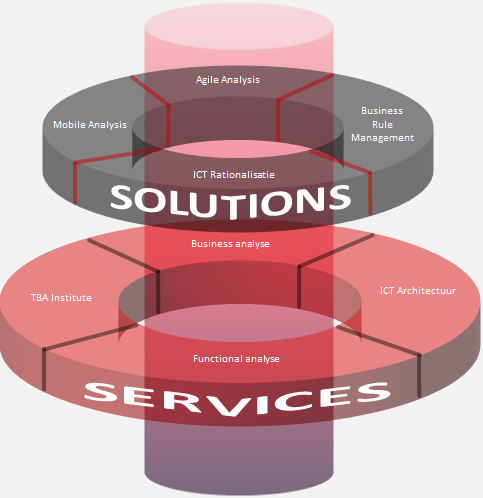 Agile Analysis
Mobile Analysis
Business
Rule
Management
ICT Rationalisatie
SOLUTIONS
Business analyse
TBA Institute
ICT Architectuur
Functional analyse
SERVICES